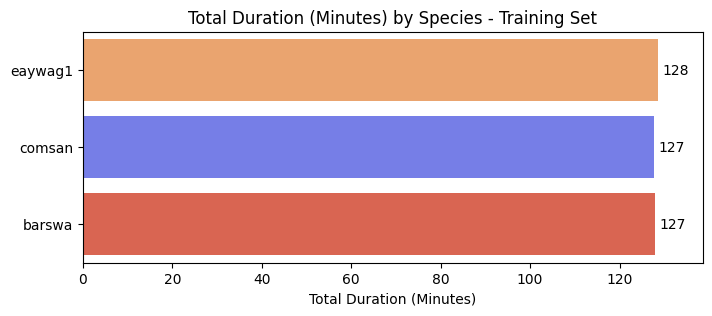 Total Duration (Minutes) by Species - Training Set
eaywag1
128
comsan
127
barswa
127
0 20 40 60 80 100 120
Total Duration (Minutes)